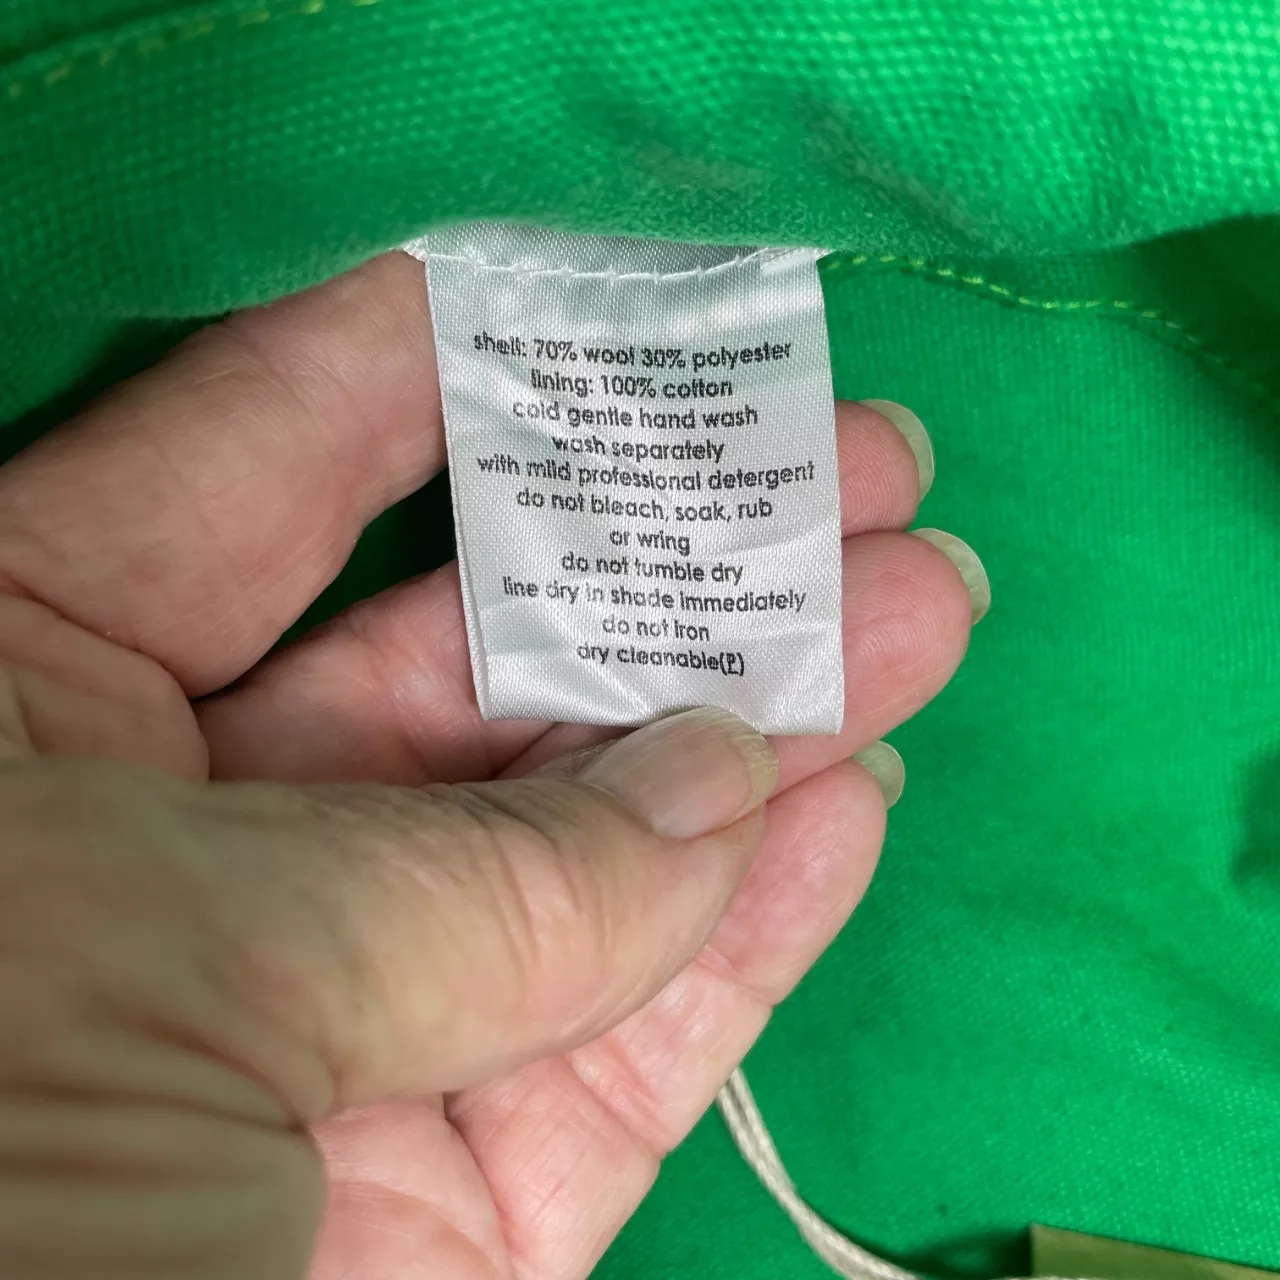 shell: 70% wool 30% polyester
lining: 100% cotton
cold gentle hand wash
wash separately
with mild professional detergent
do not bleach, soak, rub
or wring
do not tumble dry
line dry in shade immediately
do not iron
dry cleanable(P)